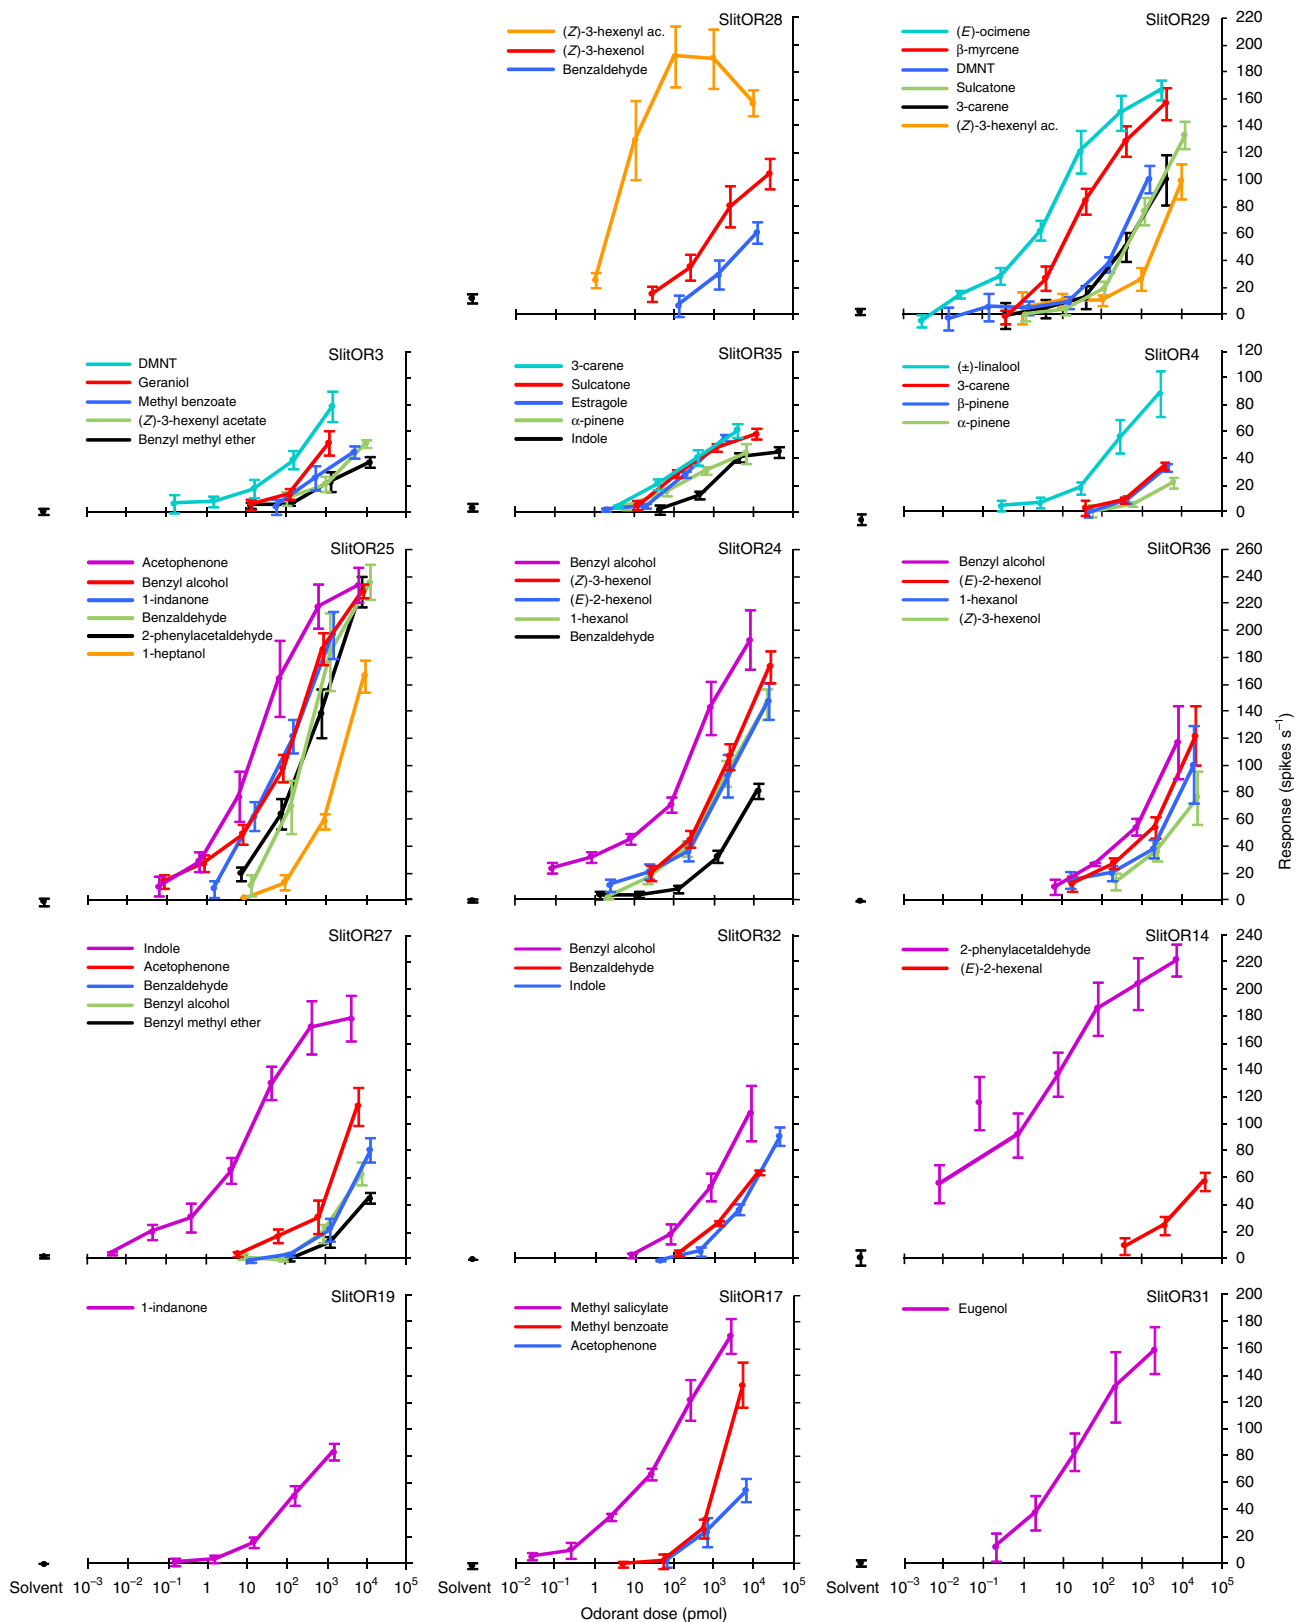 SlitOR28
(Z)-3-hexenyl ac.
(Z)-3-hexenol
Benzaldehyde
SlitOR29
(E)-ocimene
β-myrcene
DMNT
Sulcatone
3-carene
(Z)-3-hexenyl ac.
220
200
180
160
140
120
100
80
60
40
20
0
SlitOR3
DMNT
Geraniol
Methyl benzoate
(Z)-3-hexenyl acetate
Benzyl methyl ether
SlitOR35
3-carene
Sulcatone
Estragole
α-pinene
Indole
SlitOR4
(±)-linalool
3-carene
β-pinene
α-pinene
120
100
80
60
40
20
0
SlitOR25
Acetophenone
Benzyl alcohol
1-indanone
Benzaldehyde
2-phenylacetaldehyde
1-heptanol
SlitOR24
Benzyl alcohol
(Z)-3-hexenol
(E)-2-hexenol
1-hexanol
Benzaldehyde
SlitOR36
Benzyl alcohol
(E)-2-hexenol
1-hexanol
(Z)-3-hexenol
260
240
220
200
180
160
140
120
100
80
60
40
20
0
Response (spikes s⁻¹)
SlitOR27
Indole
Acetophenone
Benzaldehyde
Benzyl alcohol
Benzyl methyl ether
SlitOR32
Benzyl alcohol
Benzaldehyde
Indole
SlitOR14
2-phenylacetaldehyde
(E)-2-hexenal
240
220
200
180
160
140
120
100
80
60
40
20
0
SlitOR19
1-indanone
SlitOR17
Methyl salicylate
Methyl benzoate
Acetophenone
SlitOR31
Eugenol
200
180
160
140
120
100
80
60
40
20
0
Solvent 10⁻³ 10⁻² 10⁻¹ 1 10 10² 10³ 10⁴
Solvent 10⁻² 10⁻¹ 1 10 10² 10³ 10⁴ 10⁵
Solvent 10⁻³ 10⁻² 10⁻¹ 1 10 10² 10³ 10⁴ 10⁵
Odorant dose (pmol)